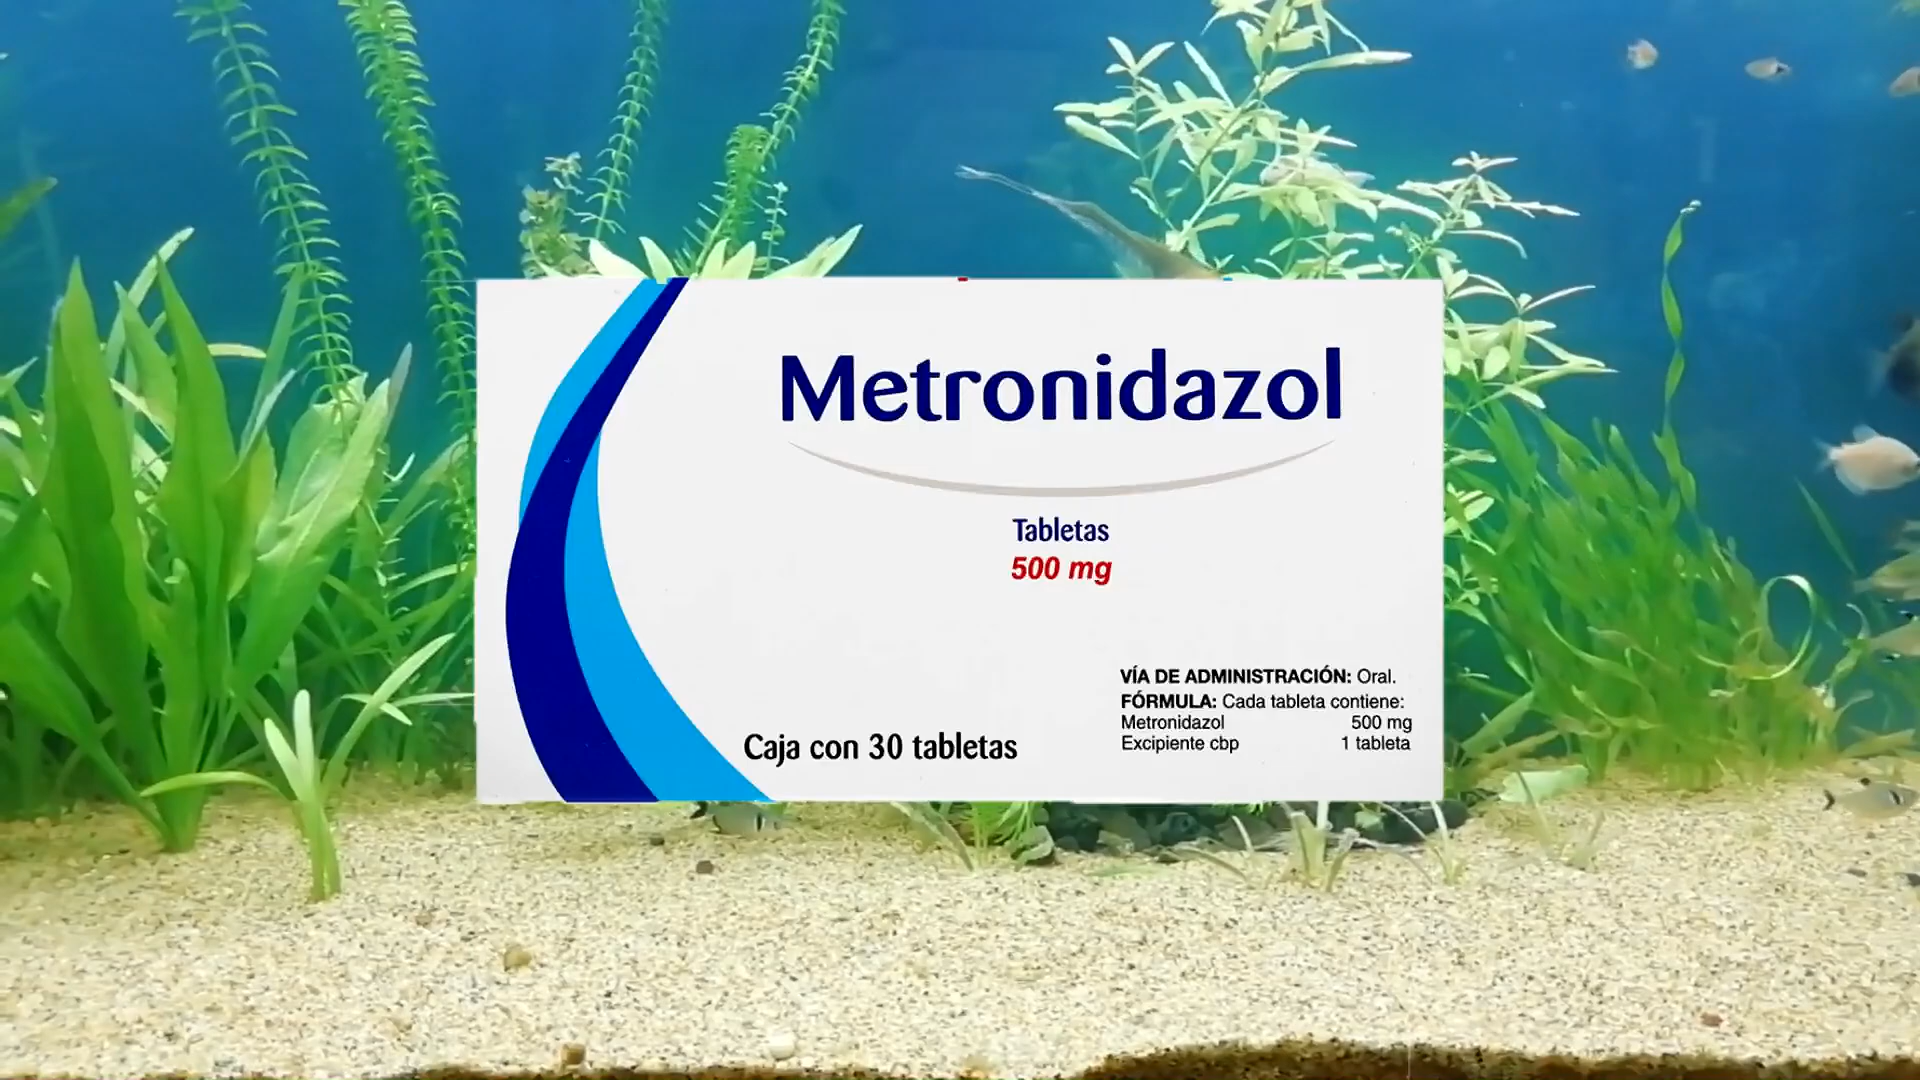 Metronidazol
Tabletas
500 mg
VÍA DE ADMINISTRACIÓN: Oral.
FÓRMULA: Cada tableta contiene:
Metronidazol 500 mg
Excipiente cbp 1 tableta
Caja con 30 tabletas